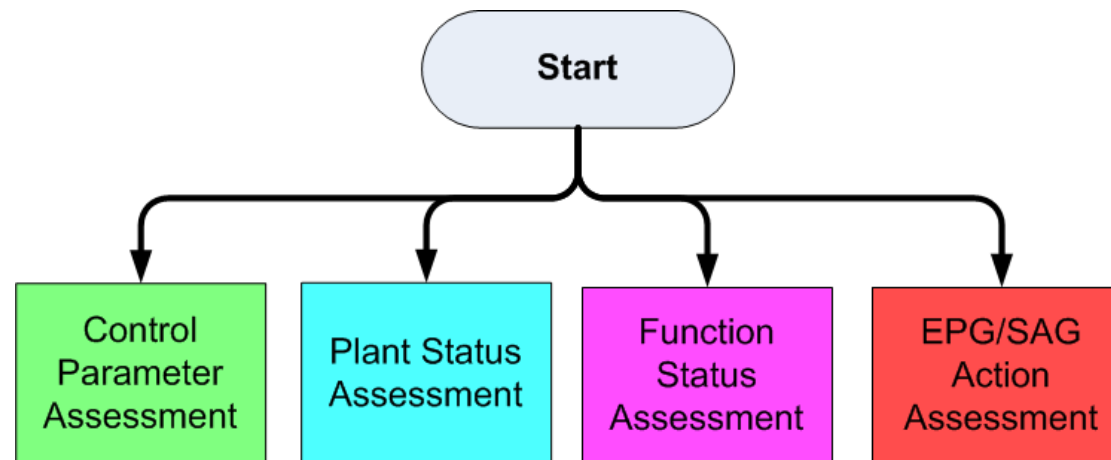 Start
Control
Parameter
Assessment
Plant Status
Assessment
Function
Status
Assessment
EPG/SAG
Action
Assessment